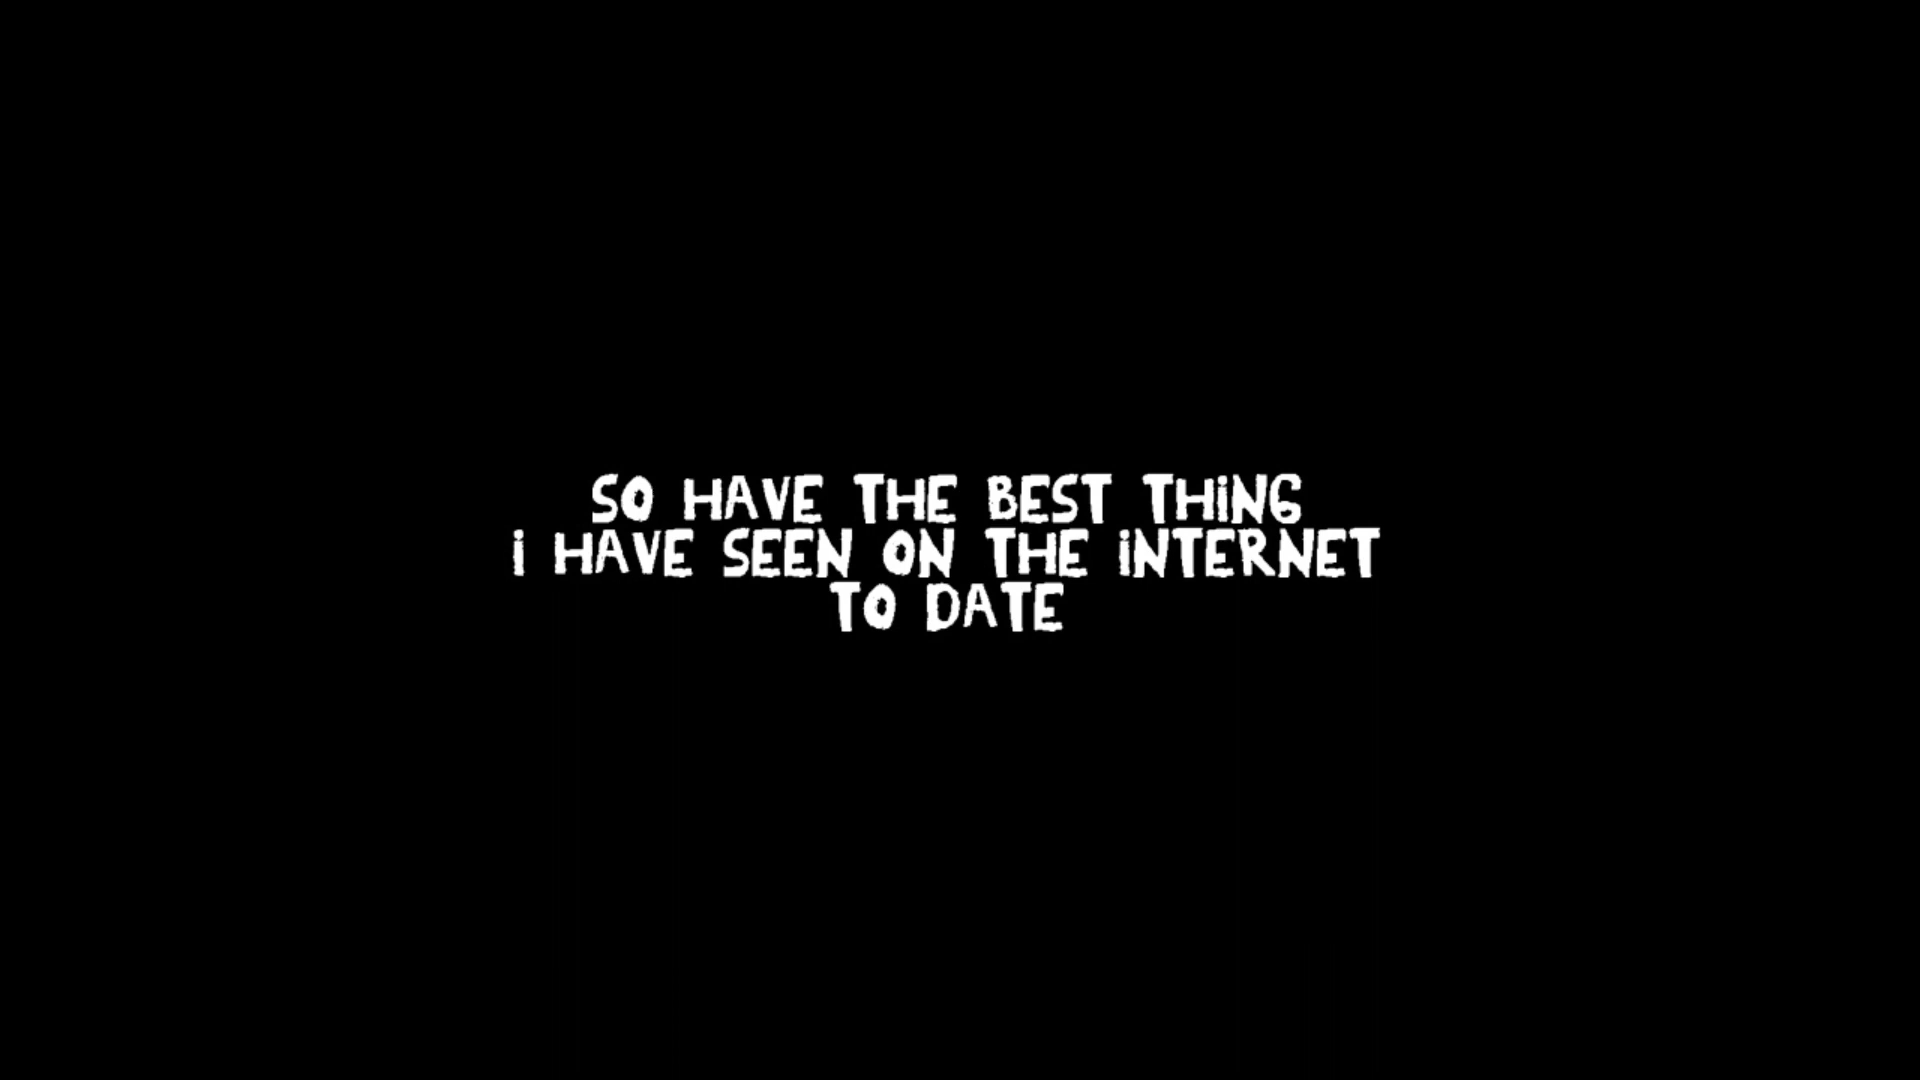 SO HAVE THE BEST THING
i HAVE SEEN ON THE iNTERNET
TO DATE